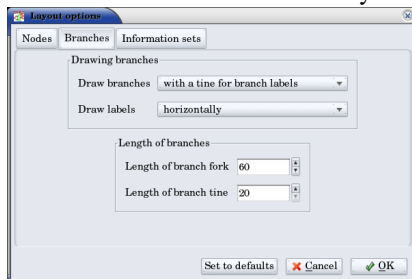 Layout options
Nodes Branches Information sets
Drawing branches
Draw branches with a tine for branch labels
Draw labels horizontally
Length of branches
Length of branch fork 60
Length of branch tine 20
Set to defaults Cancel OK